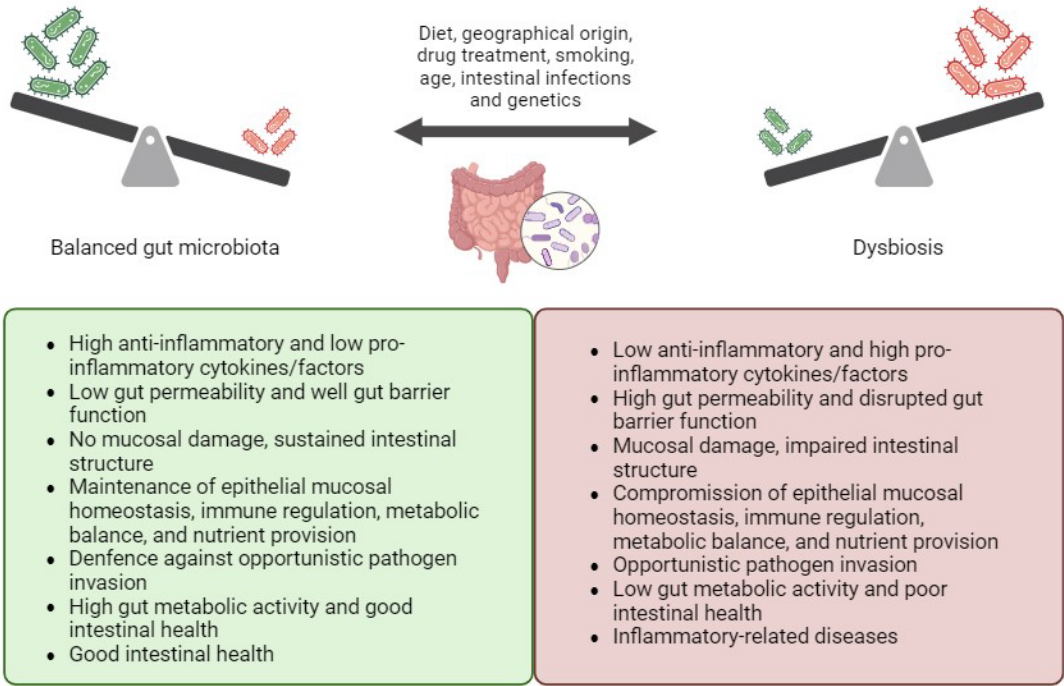 Diet, geographical origin,
drug treatment, smoking,
age, intestinal infections
and genetics
Balanced gut microbiota
Dysbiosis
• High anti-inflammatory and low pro-
inflammatory cytokines/factors
• Low gut permeability and well gut barrier
function
• No mucosal damage, sustained intestinal
structure
• Maintenance of epithelial mucosal
homeostasis, immune regulation, metabolic
balance, and nutrient provision
• Denfence against opportunistic pathogen
invasion
• High gut metabolic activity and good
intestinal health
• Good intestinal health
• Low anti-inflammatory and high pro-
inflammatory cytokines/factors
• High gut permeability and disrupted gut
barrier function
• Mucosal damage, impaired intestinal
structure
• Compromission of epithelial mucosal
homeostasis, immune regulation,
metabolic balance, and nutrient provision
• Opportunistic pathogen invasion
• Low gut metabolic activity and poor
intestinal health
• Inflammatory-related diseases